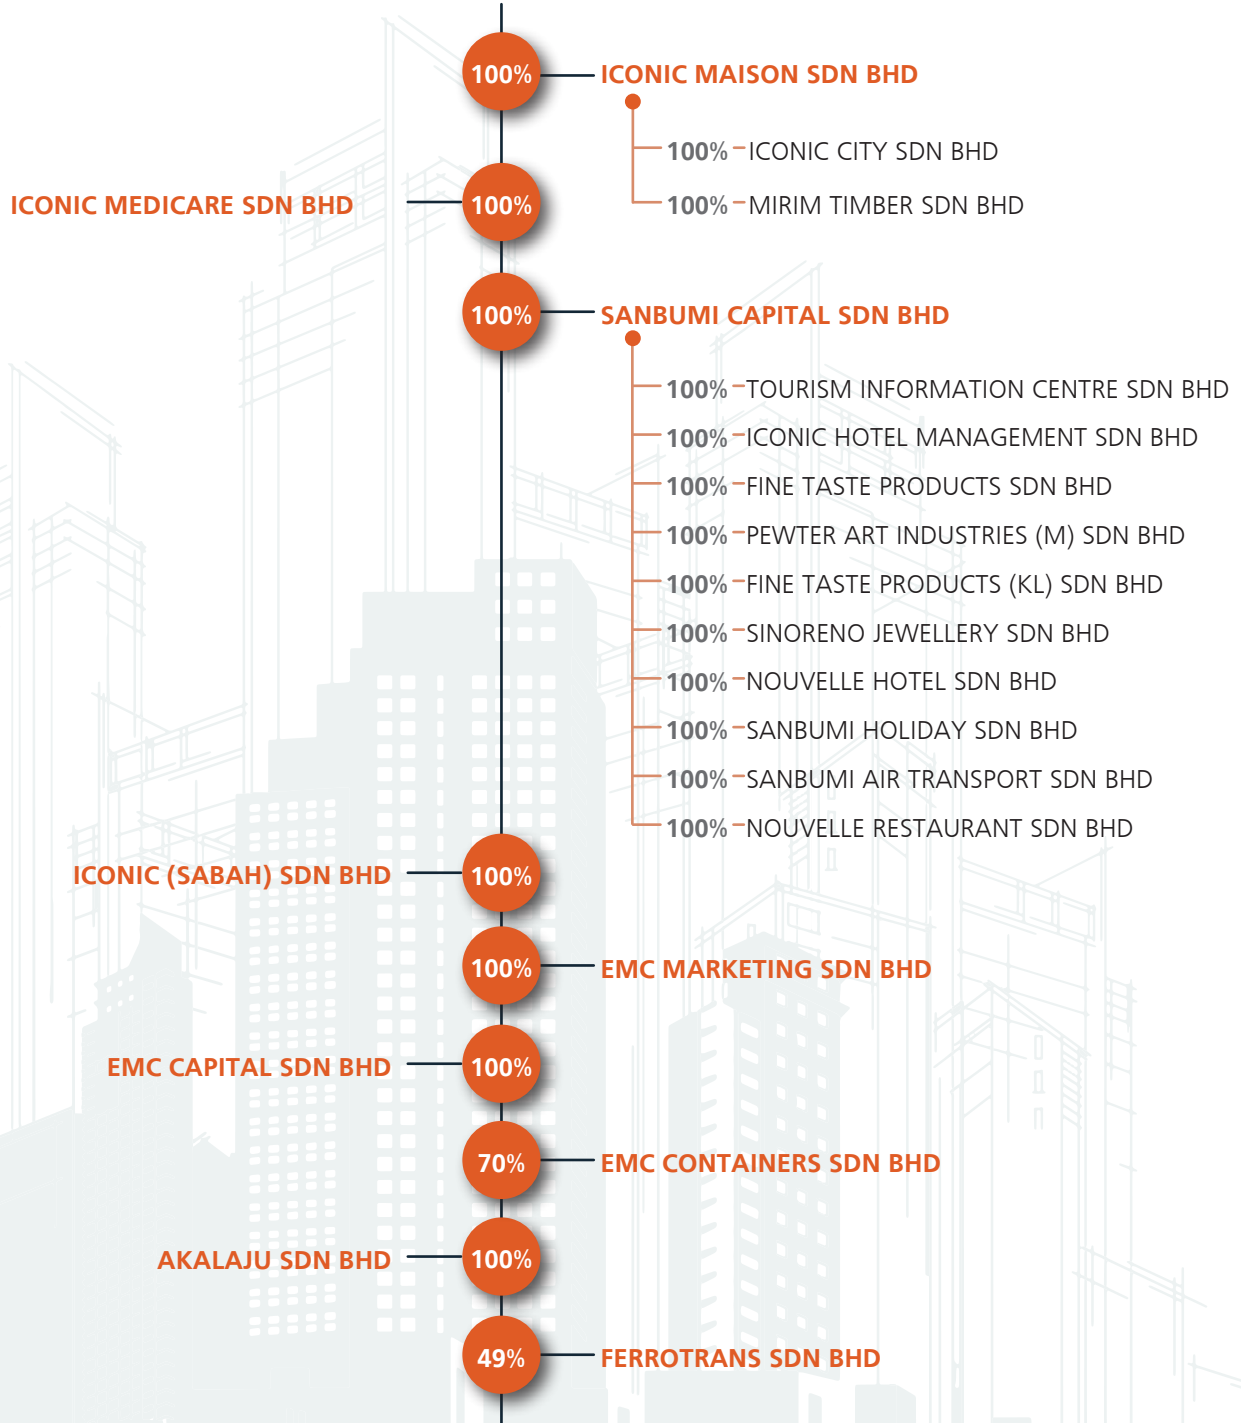 100% ICONIC MAISON SDN BHD
100% ICONIC CITY SDN BHD
100% MIRIM TIMBER SDN BHD
ICONIC MEDICARE SDN BHD 100%
100% SANBUMI CAPITAL SDN BHD
100% TOURISM INFORMATION CENTRE SDN BHD
100% ICONIC HOTEL MANAGEMENT SDN BHD
100% FINE TASTE PRODUCTS SDN BHD
100% PEWTER ART INDUSTRIES (M) SDN BHD
100% FINE TASTE PRODUCTS (KL) SDN BHD
100% SINORENO JEWELLERY SDN BHD
100% NOUVELLE HOTEL SDN BHD
100% SANBUMI HOLIDAY SDN BHD
100% SANBUMI AIR TRANSPORT SDN BHD
100% NOUVELLE RESTAURANT SDN BHD
ICONIC (SABAH) SDN BHD 100%
100% EMC MARKETING SDN BHD
EMC CAPITAL SDN BHD 100%
70% EMC CONTAINERS SDN BHD
AKALAJU SDN BHD 100%
49% FERROTRANS SDN BHD